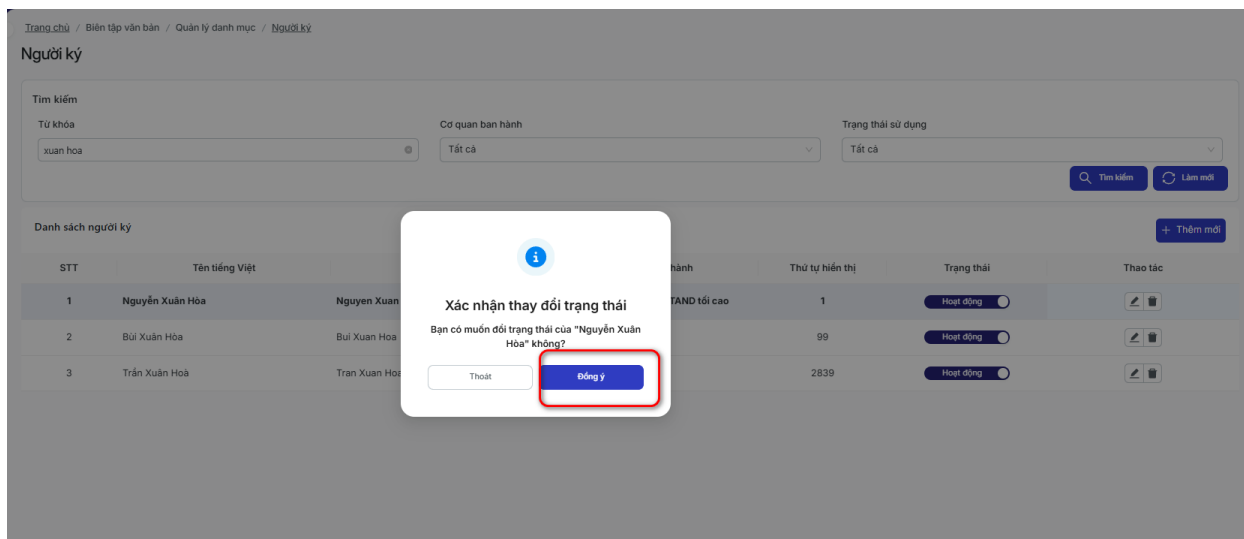 Trang chủ / Biên tập văn bản / Quản lý danh mục / Người ký
Người ký
Tìm kiếm
Từ khóa Cơ quan ban hành Trạng thái sử dụng
xuan hoa Tất cả Tất cả
Tìm kiếm Làm mới
Danh sách người ký + Thêm mới
STT Tên tiếng Việt hành Thứ tự hiển thị Trạng thái Thao tác
1 Nguyễn Xuân Hòa Nguyen Xuan TAND tối cao 1 Hoạt động
2 Bùi Xuân Hòa Bui Xuan Hoa 99 Hoạt động
3 Trần Xuân Hoà Tran Xuan Hoa 2839 Hoạt động
Xác nhận thay đổi trạng thái
Bạn có muốn đổi trạng thái của "Nguyễn Xuân
Hòa" không?
Thoát Đồng ý